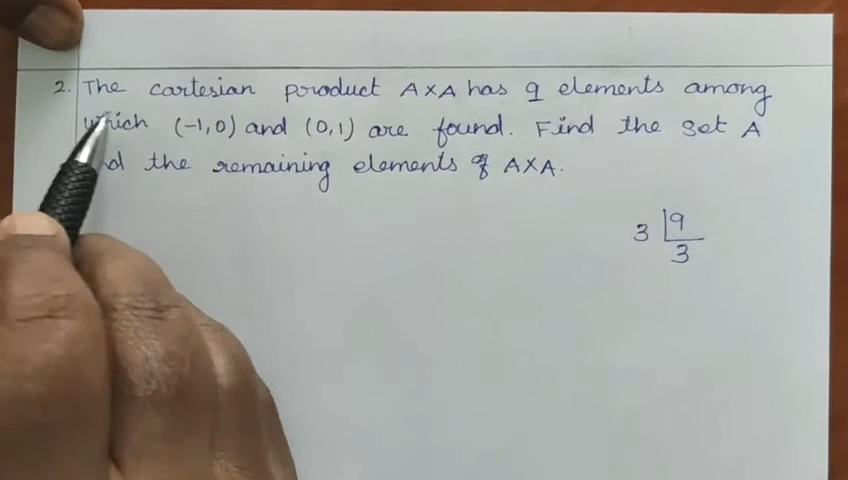 2. The cartesian product A×A has 9 elements among
which (-1,0) and (0,1) are found. Find the set A
the remaining elements of A×A.
3 9
3